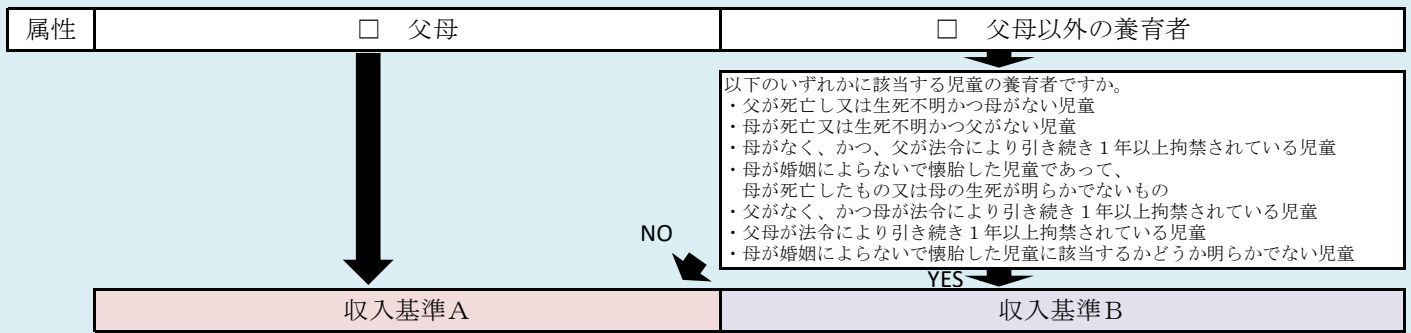 属性
□ 父母
□ 父母以外の養育者
以下のいずれかに該当する児童の養育者ですか。
・父が死亡し又は生死不明かつ母がない児童
・母が死亡又は生死不明かつ父がない児童
・母がなく、かつ、父が法令により引き続き１年以上拘禁されている児童
・母が婚姻によらないで懐胎した児童であって、
母が死亡したもの又は母の生死が明らかでないもの
・父がなく、かつ母が法令により引き続き１年以上拘禁されている児童
・父母が法令により引き続き１年以上拘禁されている児童
・母が婚姻によらないで懐胎した児童に該当するかどうか明らかでない児童
NO
YES
収入基準Ａ
収入基準Ｂ